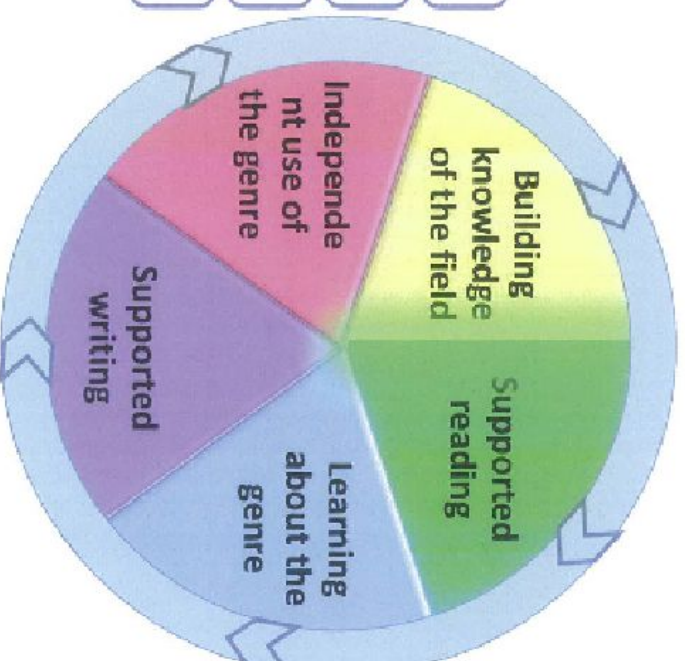 Building
knowledge
of the field
Supported
reading
Learning
about the
genre
Supported
writing
Independe
nt use of
the genre